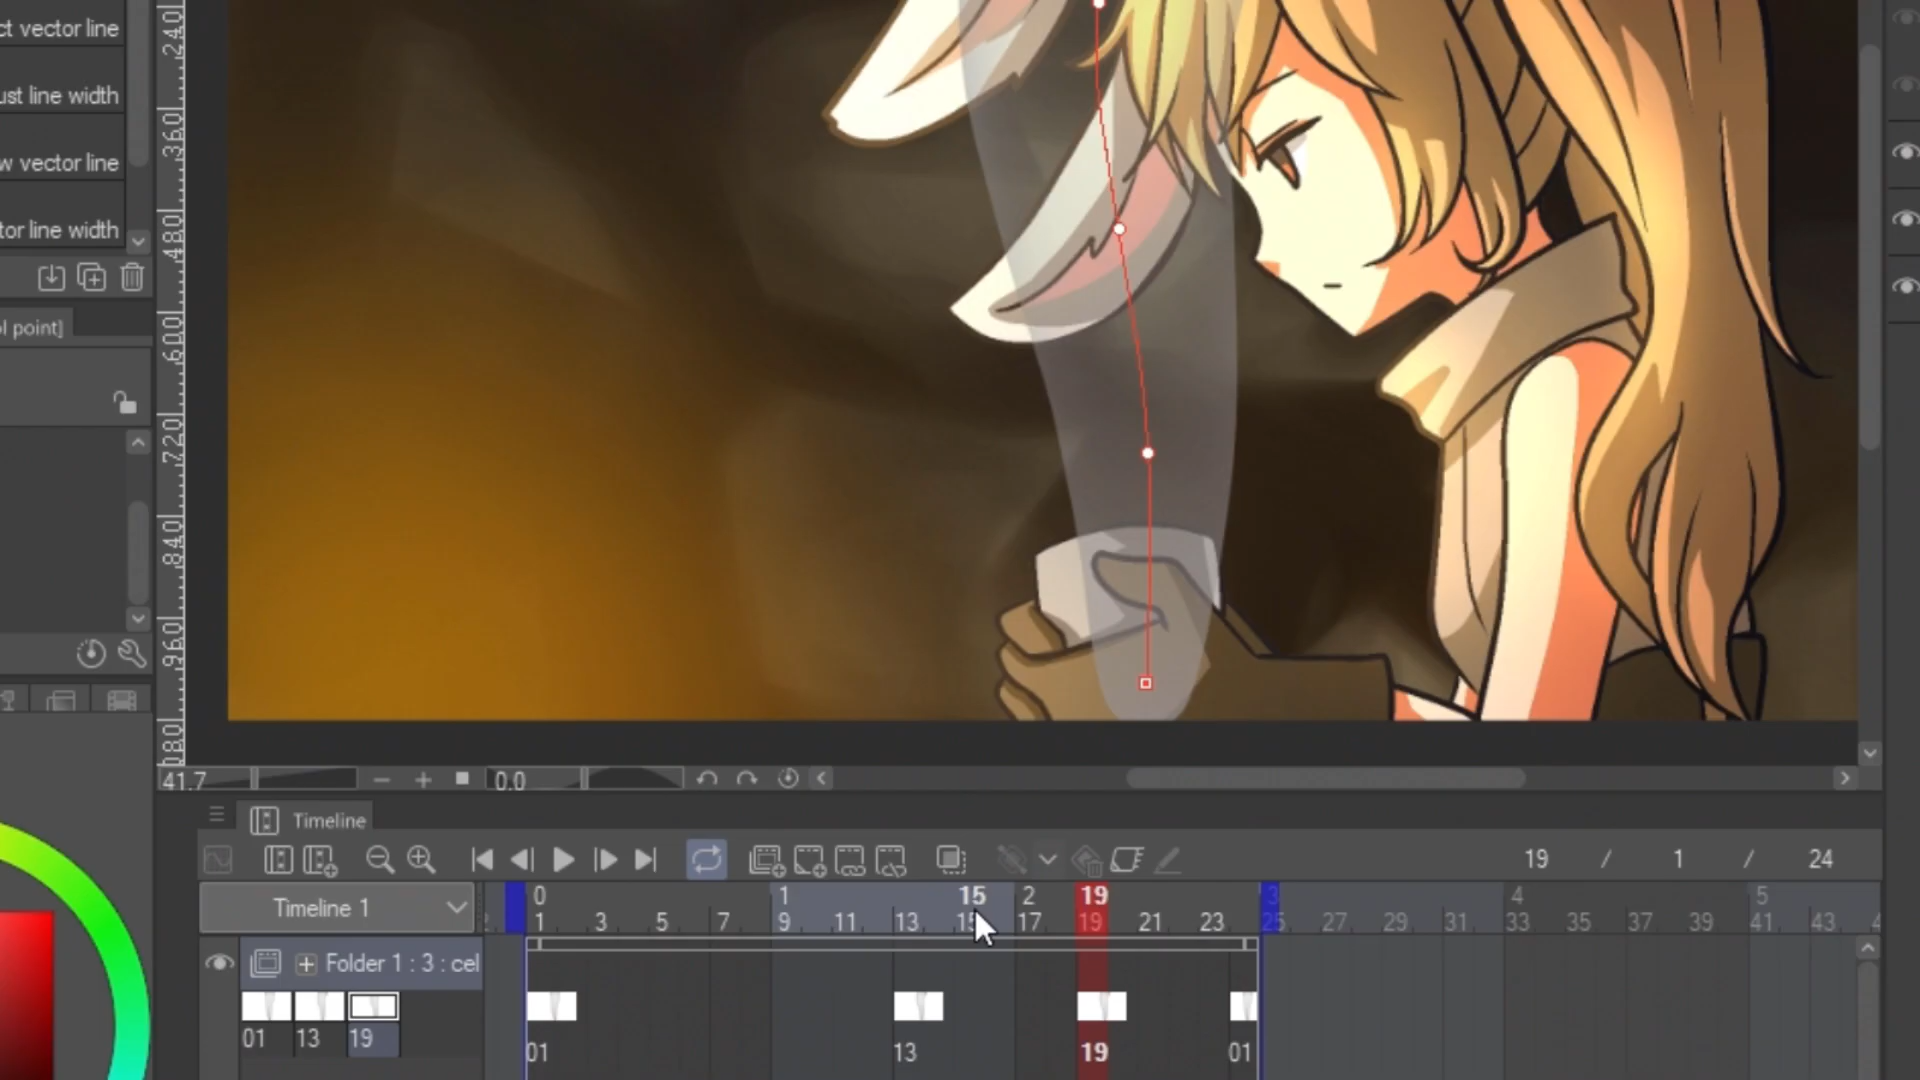 ct vector line
ust line width
w vector line
tor line width
ol point]
240
360
480
600
720
840
960
080
41.7
0.0
Timeline
19 / 1 / 24
Timeline 1
0 1 15 2 19 3 4 5
1 3 5 7 9 11 13 15 17 19 21 23 25 27 29 31 33 35 37 39 41 43
Folder 1 : 3 : cel
01 13 19
01 13 19 01